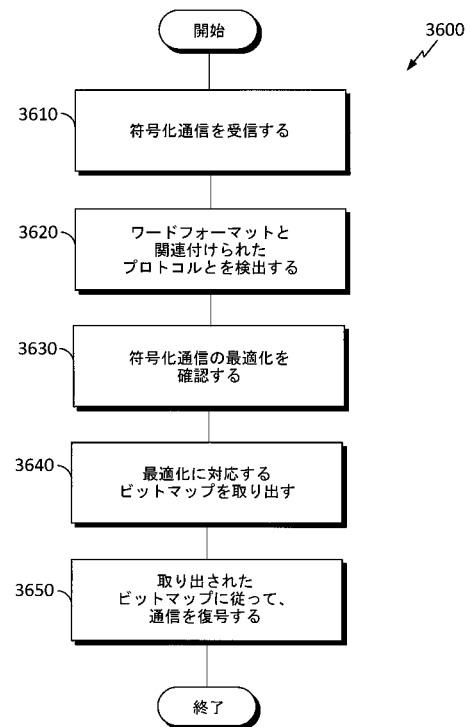 開始
3600
3610
符号化通信を受信する
3620
ワードフォーマットと
関連付けられた
プロトコルとを検出する
3630
符号化通信の最適化を
確認する
3640
最適化に対応する
ビットマップを取り出す
3650
取り出された
ビットマップに従って、
通信を復号する
終了